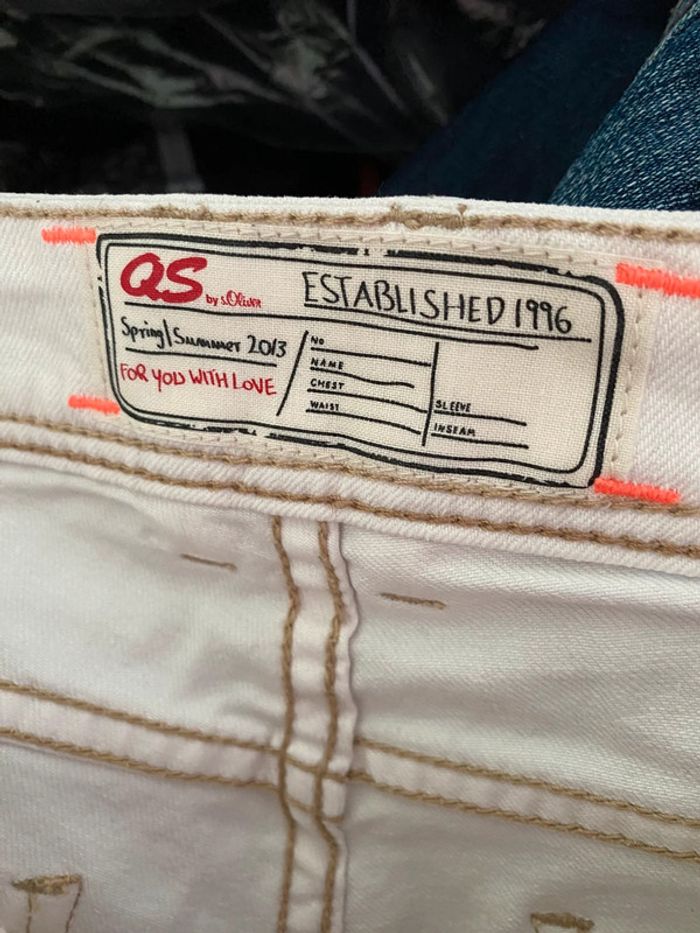 QS by s.Oliver
ESTABLISHED 1996
Spring/Summer 2013
FOR YOU WITH LOVE
No
NAME
CHEST
WAIST
SLEEVE
INSEAM